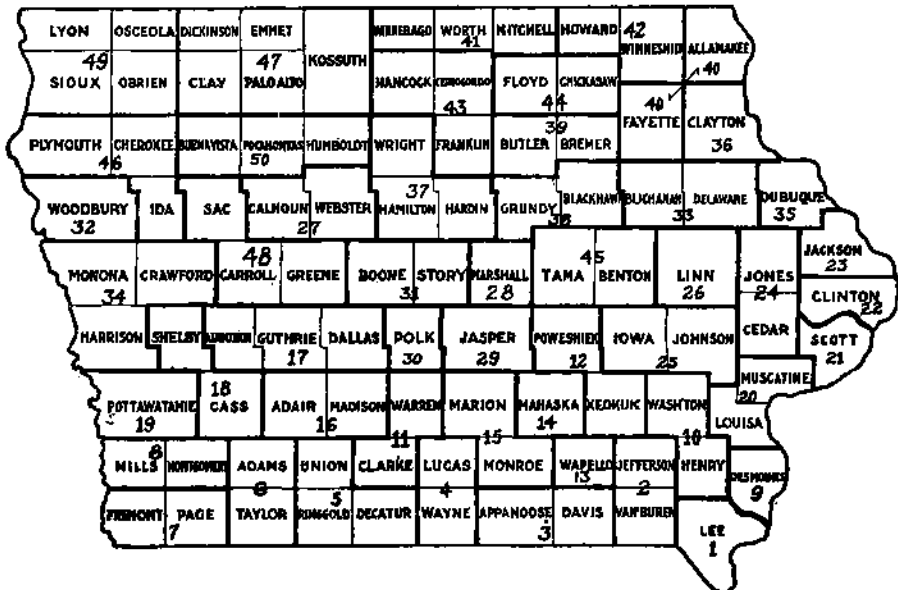 LYON OSCEOLA DICKINSON EMMET WINNEBAGO WORTH MITCHELL HOWARD 42
41
KOSSUTH WINNESHIEK ALLAMAKEE
49 47
SIOUX OBRIEN CLAY PALO ALTO HANCOCK CERRO GORDO FLOYD CHICKASAW 40
43 44 40
FAYETTE CLAYTON
39
PLYMOUTH CHEROKEE BUENA VISTA POCAHONTAS HUMBOLDT WRIGHT FRANKLIN BUTLER BREMER 36
46 50
37
WOODBURY IDA SAC CALHOUN WEBSTER HAMILTON HARDIN GRUNDY BLACKHAWK BUCHANAN DELAWARE DUBUQUE
32 27 38 33 35
48 45
MONONA CRAWFORD CARROLL GREENE BOONE STORY MARSHALL TAMA BENTON LINN JONES JACKSON
34 31 28 26 24 23
CLINTON
22
HARRISON SHELBY AUDUBON GUTHRIE DALLAS POLK JASPER POWESHIEK IOWA JOHNSON CEDAR SCOTT
17 30 29 12 25 21
MUSCATINE
18 20
POTTAWATAMIE CASS ADAIR MADISON WARREN MARION MAHASKA KEOKUK WASH'TON LOUISA
19 16 14
11 15 10
8
MILLS MONTGOMERY ADAMS UNION CLARKE LUCAS MONROE WAPELLO JEFFERSON HENRY DESMOINES
13 9
6 5 4 2
FREMONT PAGE TAYLOR RINGGOLD DECATUR WAYNE APPANOOSE DAVIS VAN BUREN LEE
7 3 1